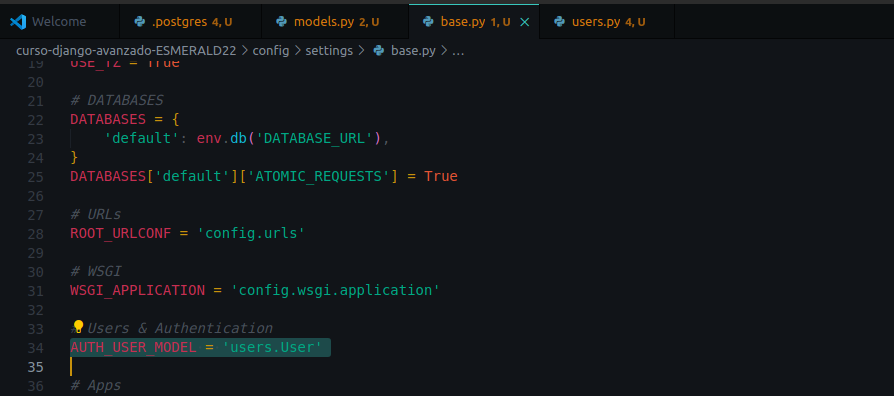 Welcome
.postgres 4, U
models.py 2, U
base.py 1, U
users.py 4, U
curso-django-avanzado-ESMERALD22 > config > settings > base.py > ...
19 USE_TZ = True
20
21 # DATABASES
22 DATABASES = {
23     'default': env.db('DATABASE_URL'),
24 }
25 DATABASES['default']['ATOMIC_REQUESTS'] = True
26
27 # URLs
28 ROOT_URLCONF = 'config.urls'
29
30 # WSGI
31 WSGI_APPLICATION = 'config.wsgi.application'
32
33 Users & Authentication
34 AUTH_USER_MODEL = 'users.User'
35
36 # Apps